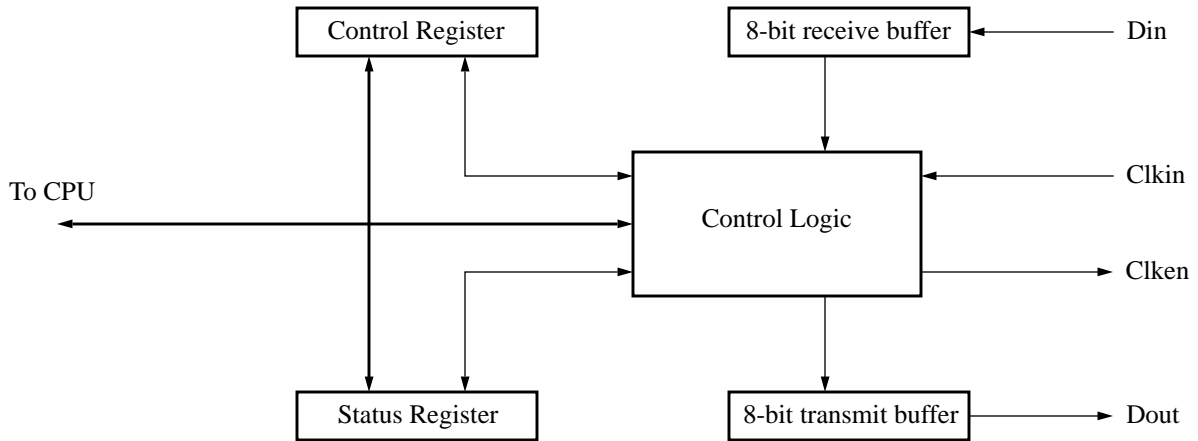 Control Register
8-bit receive buffer
Din
To CPU
Control Logic
Clkin
Clken
Status Register
8-bit transmit buffer
Dout